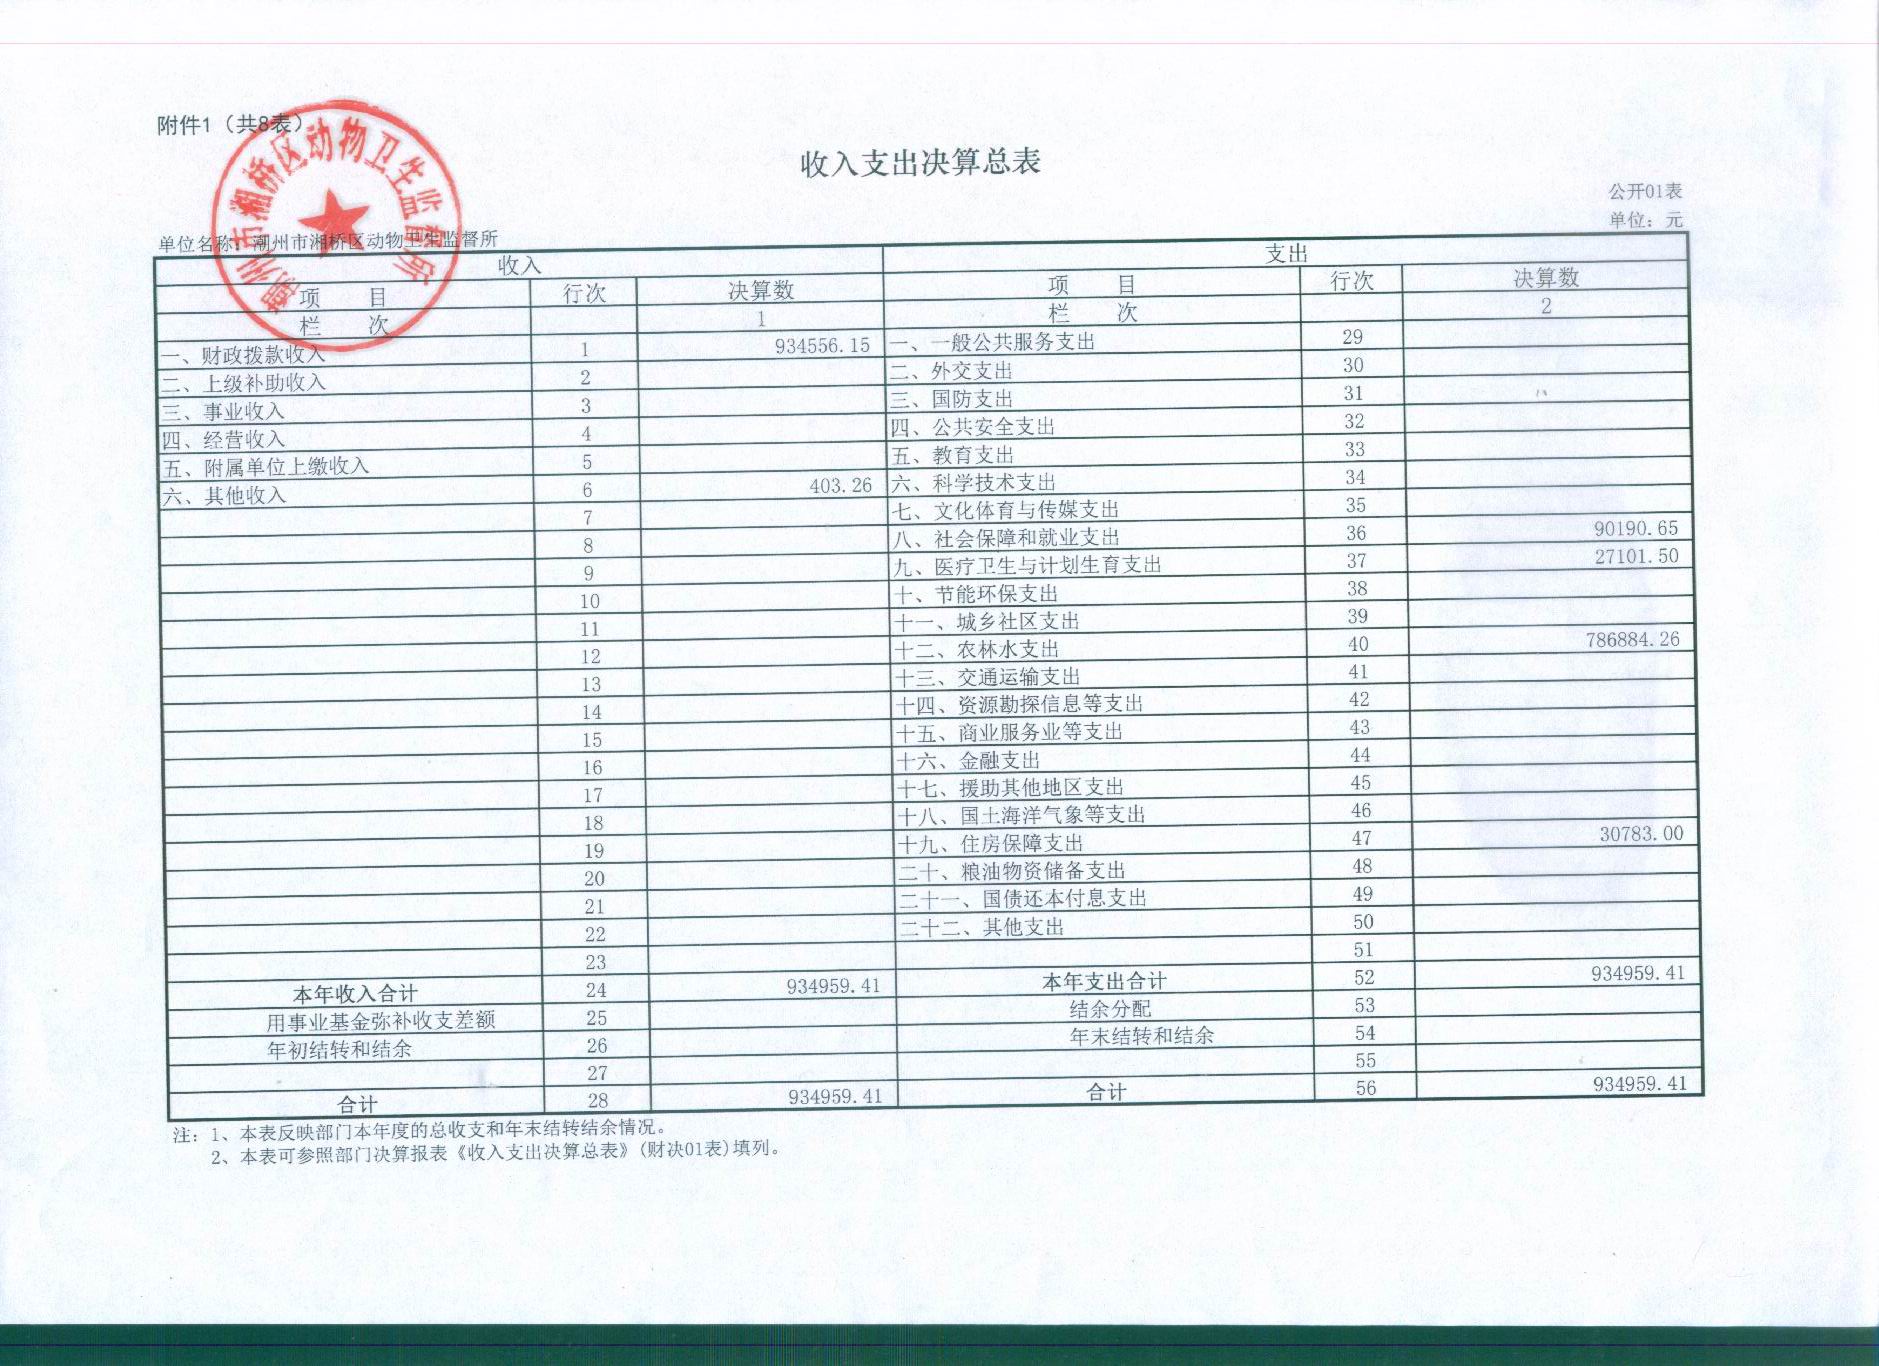 附件1（共8表）
收入支出决算总表
公开01表
单位：元
单位名称：潮州市湘桥区动物卫生监督所
潮州市湘桥区动物卫生监督所
收入 支出
项 目 行次 决算数 项 目 行次 决算数
栏 次 1 栏 次 2
一、财政拨款收入 1 934556.15 一、一般公共服务支出 29
二、上级补助收入 2 二、外交支出 30
三、事业收入 3 三、国防支出 31
四、经营收入 4 四、公共安全支出 32
五、附属单位上缴收入 5 五、教育支出 33
六、其他收入 6 403.26 六、科学技术支出 34
7 七、文化体育与传媒支出 35
8 八、社会保障和就业支出 36 90190.65
9 九、医疗卫生与计划生育支出 37 27101.50
10 十、节能环保支出 38
11 十一、城乡社区支出 39
12 十二、农林水支出 40 786884.26
13 十三、交通运输支出 41
14 十四、资源勘探信息等支出 42
15 十五、商业服务业等支出 43
16 十六、金融支出 44
17 十七、援助其他地区支出 45
18 十八、国土海洋气象等支出 46
19 十九、住房保障支出 47 30783.00
20 二十、粮油物资储备支出 48
21 二十一、国债还本付息支出 49
22 二十二、其他支出 50
23 51
本年收入合计 24 934959.41 本年支出合计 52 934959.41
用事业基金弥补收支差额 25 结余分配 53
年初结转和结余 26 年末结转和结余 54
27 55
合计 28 934959.41 合计 56 934959.41
注：1、本表反映部门本年度的总收支和年末结转结余情况。
2、本表可参照部门决算报表《收入支出决算总表》(财决01表)填列。